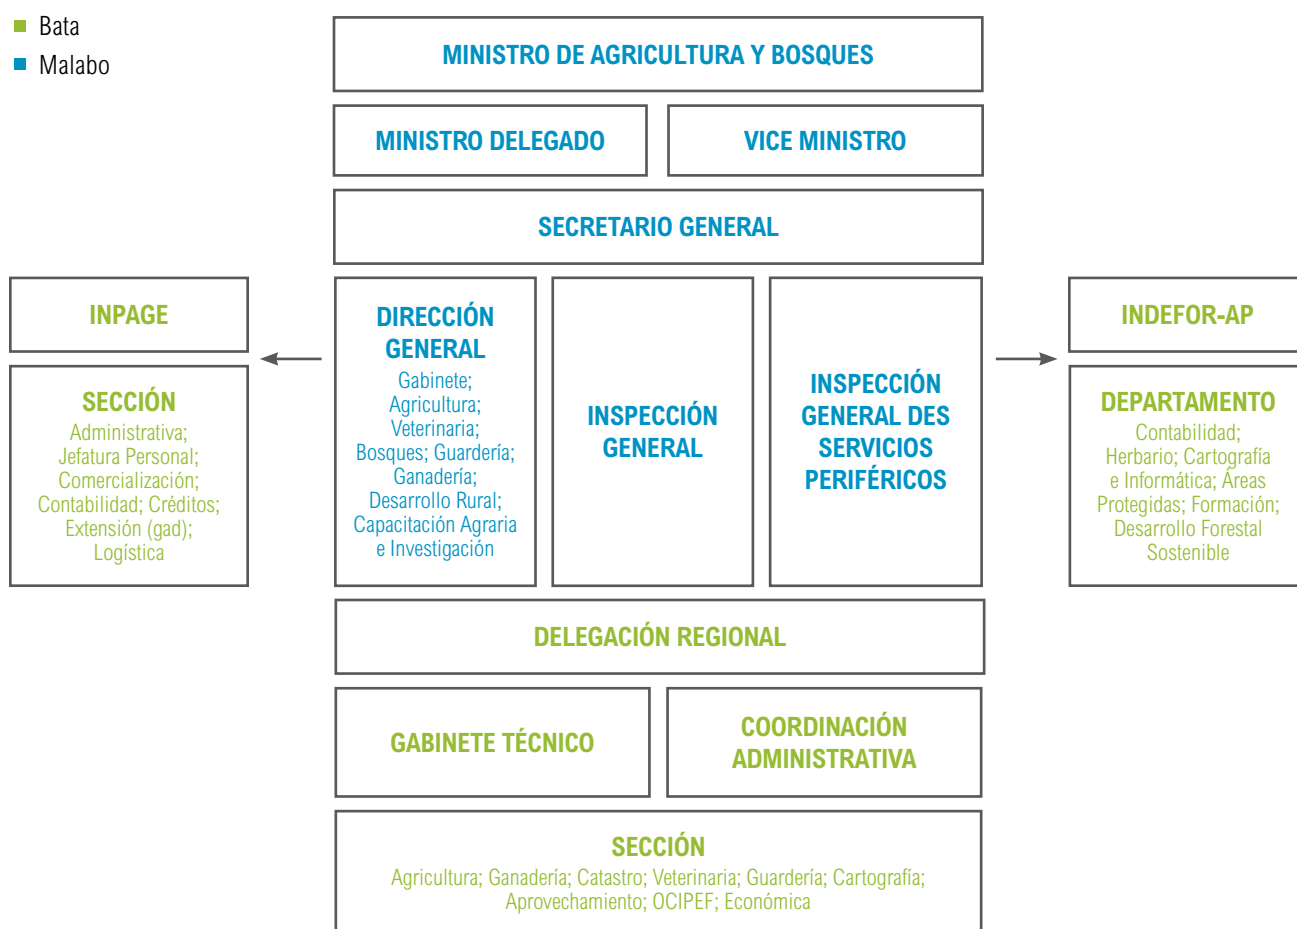 Bata
Malabo
MINISTRO DE AGRICULTURA Y BOSQUES
MINISTRO DELEGADO
VICE MINISTRO
SECRETARIO GENERAL
INPAGE
SECCIÓN
Administrativa;
Jefatura Personal;
Comercialización;
Contabilidad; Créditos;
Extensión (gad);
Logística
DIRECCIÓN
GENERAL
Gabinete;
Agricultura;
Veterinaria;
Bosques; Guardería;
Ganadería;
Desarrollo Rural;
Capacitación Agraria
e Investigación
INSPECCIÓN
GENERAL
INSPECCIÓN
GENERAL DES
SERVICIOS
PERIFÉRICOS
INDEFOR-AP
DEPARTAMENTO
Contabilidad;
Herbario; Cartografía
e Informática; Áreas
Protegidas; Formación;
Desarrollo Forestal
Sostenible
DELEGACIÓN REGIONAL
GABINETE TÉCNICO
COORDINACIÓN
ADMINISTRATIVA
SECCIÓN
Agricultura; Ganadería; Catastro; Veterinaria; Guardería; Cartografía;
Aprovechamiento; OCIPEF; Económica